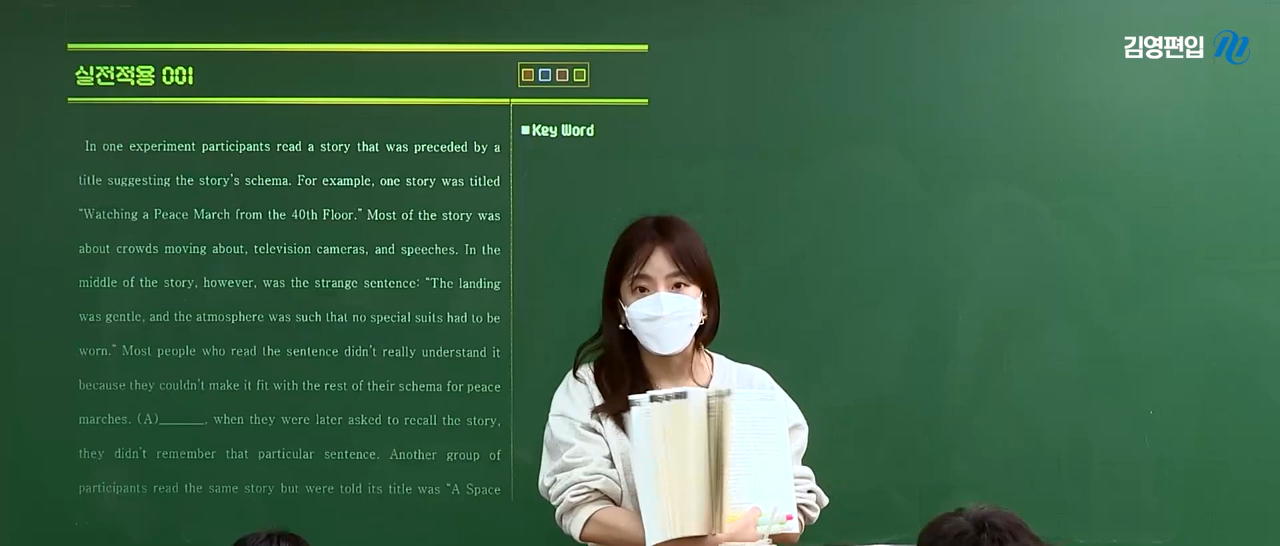 김영편입
실전적용 001
■Key Word
In one experiment participants read a story that was preceded by a
title suggesting the story's schema. For example, one story was titled
“Watching a Peace March from the 40th Floor.” Most of the story was
about crowds moving about, television cameras, and speeches. In the
middle of the story, however, was the strange sentence: “The landing
was gentle, and the atmosphere was such that no special suits had to be
worn.” Most people who read the sentence didn't really understand it
because they couldn't make it fit with the rest of their schema for peace
marches. (A)______, when they were later asked to recall the story,
they didn't remember that particular sentence. Another group of
participants read the same story but were told its title was “A Space